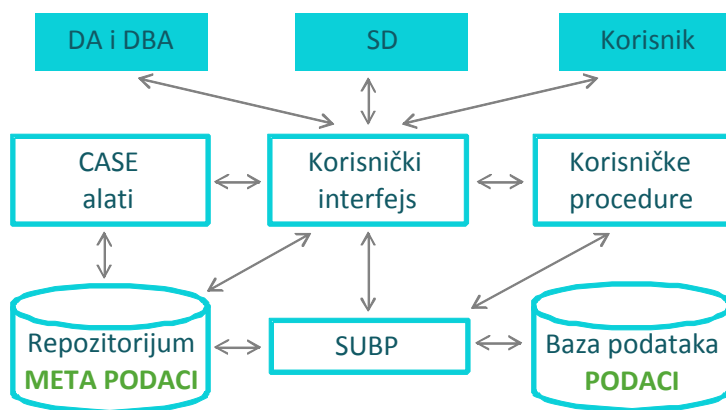 DA i DBA
SD
Korisnik
CASE
alati
Korisnički
interfejs
Korisničke
procedure
Repozitorijum
META PODACI
SUBP
Baza podataka
PODACI